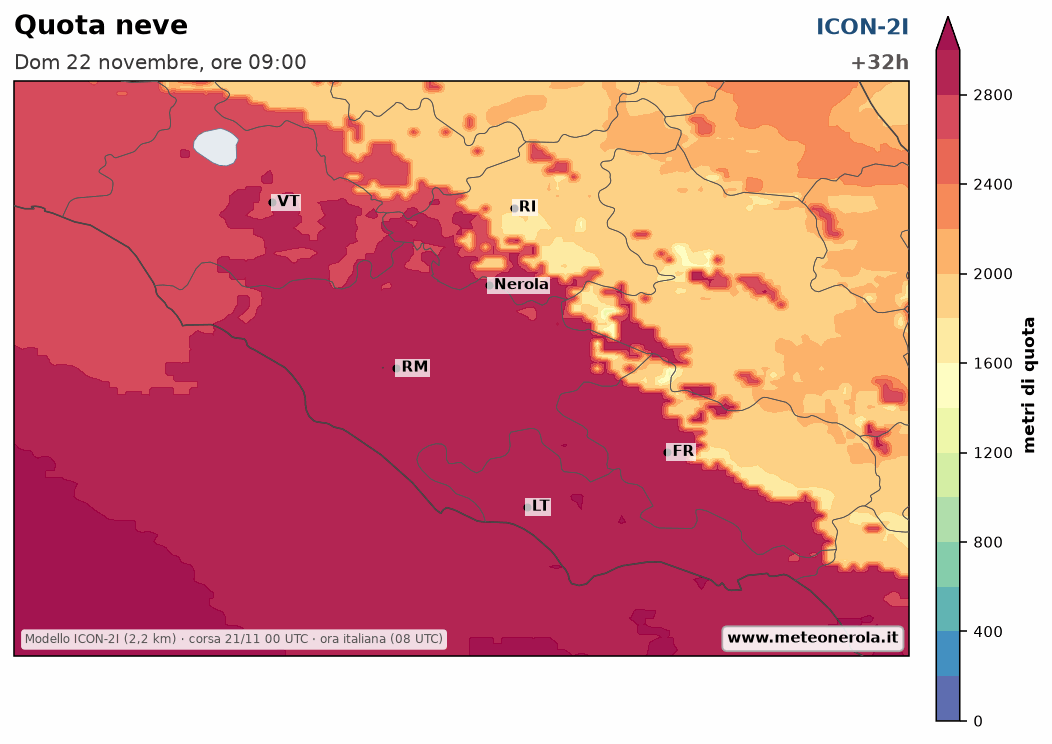 Quota neve
ICON-2I
Dom 22 novembre, ore 09:00
+32h
VT
RI
Nerola
RM
FR
LT
Modello ICON-2I (2,2 km) · corsa 21/11 00 UTC · ora italiana (08 UTC)
www.meteonerola.it
2800
2400
2000
1600
1200
800
400
0
metri di quota